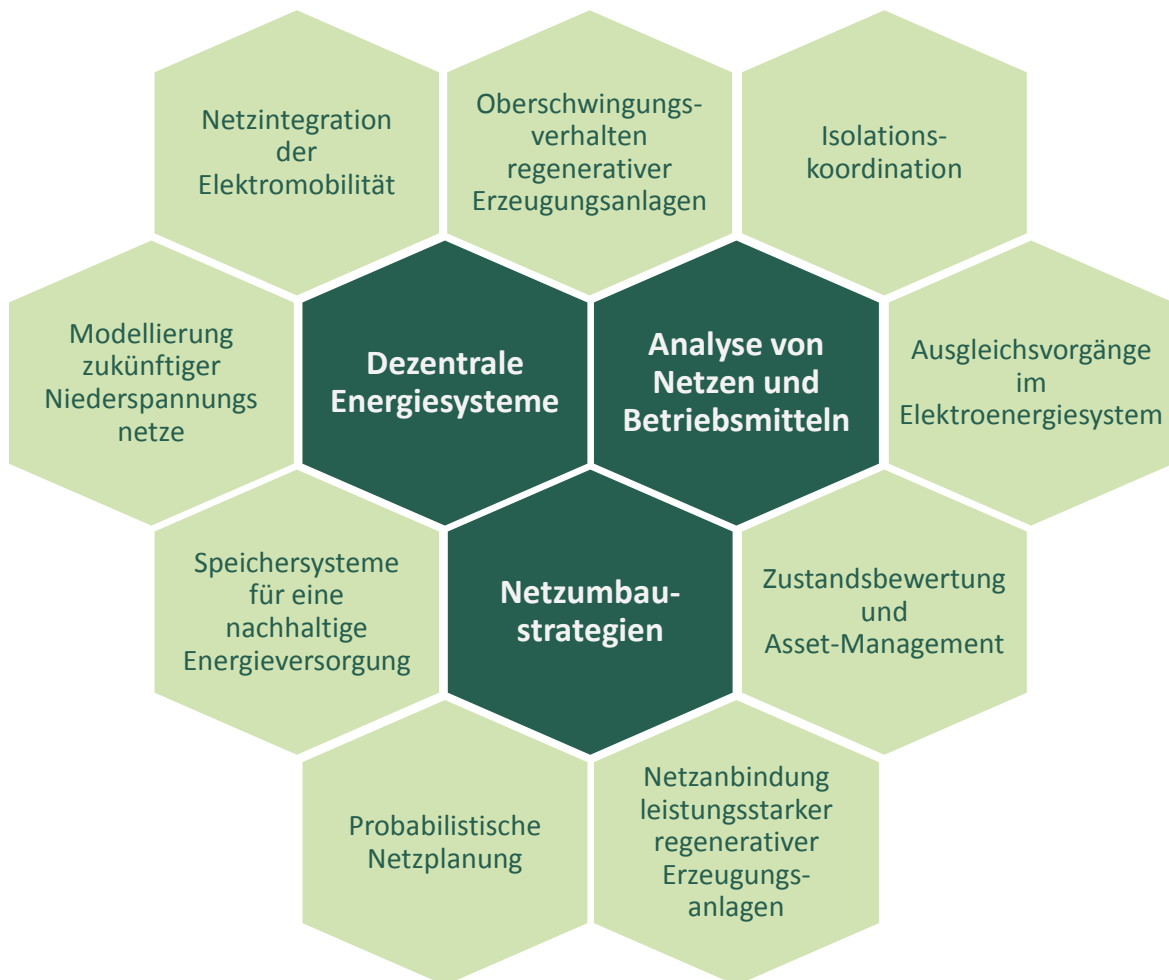 Netzintegration
der
Elektromobilität
Oberschwingungs-
verhalten
regenerativer
Erzeugungsanlagen
Isolations-
koordination
Modellierung
zukünftiger
Niederspannungs
netze
Dezentrale
Energiesysteme
Analyse von
Netzen und
Betriebsmitteln
Ausgleichsvorgänge
im
Elektroenergiesystem
Speichersysteme
für eine
nachhaltige
Energieversorgung
Netzumbau-
strategien
Zustandsbewertung
und
Asset-Management
Probabilistische
Netzplanung
Netzanbindung
leistungsstarker
regenerativer
Erzeugungs-
anlagen